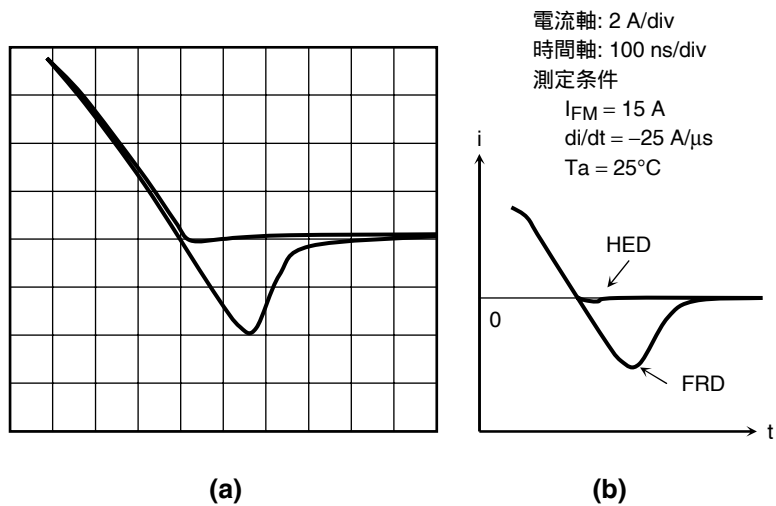 電流軸: 2 A/div
時間軸: 100 ns/div
測定条件
IFM = 15 A
di/dt = −25 A/μs
Ta = 25°C
i
HED
0
FRD
t
(a)
(b)